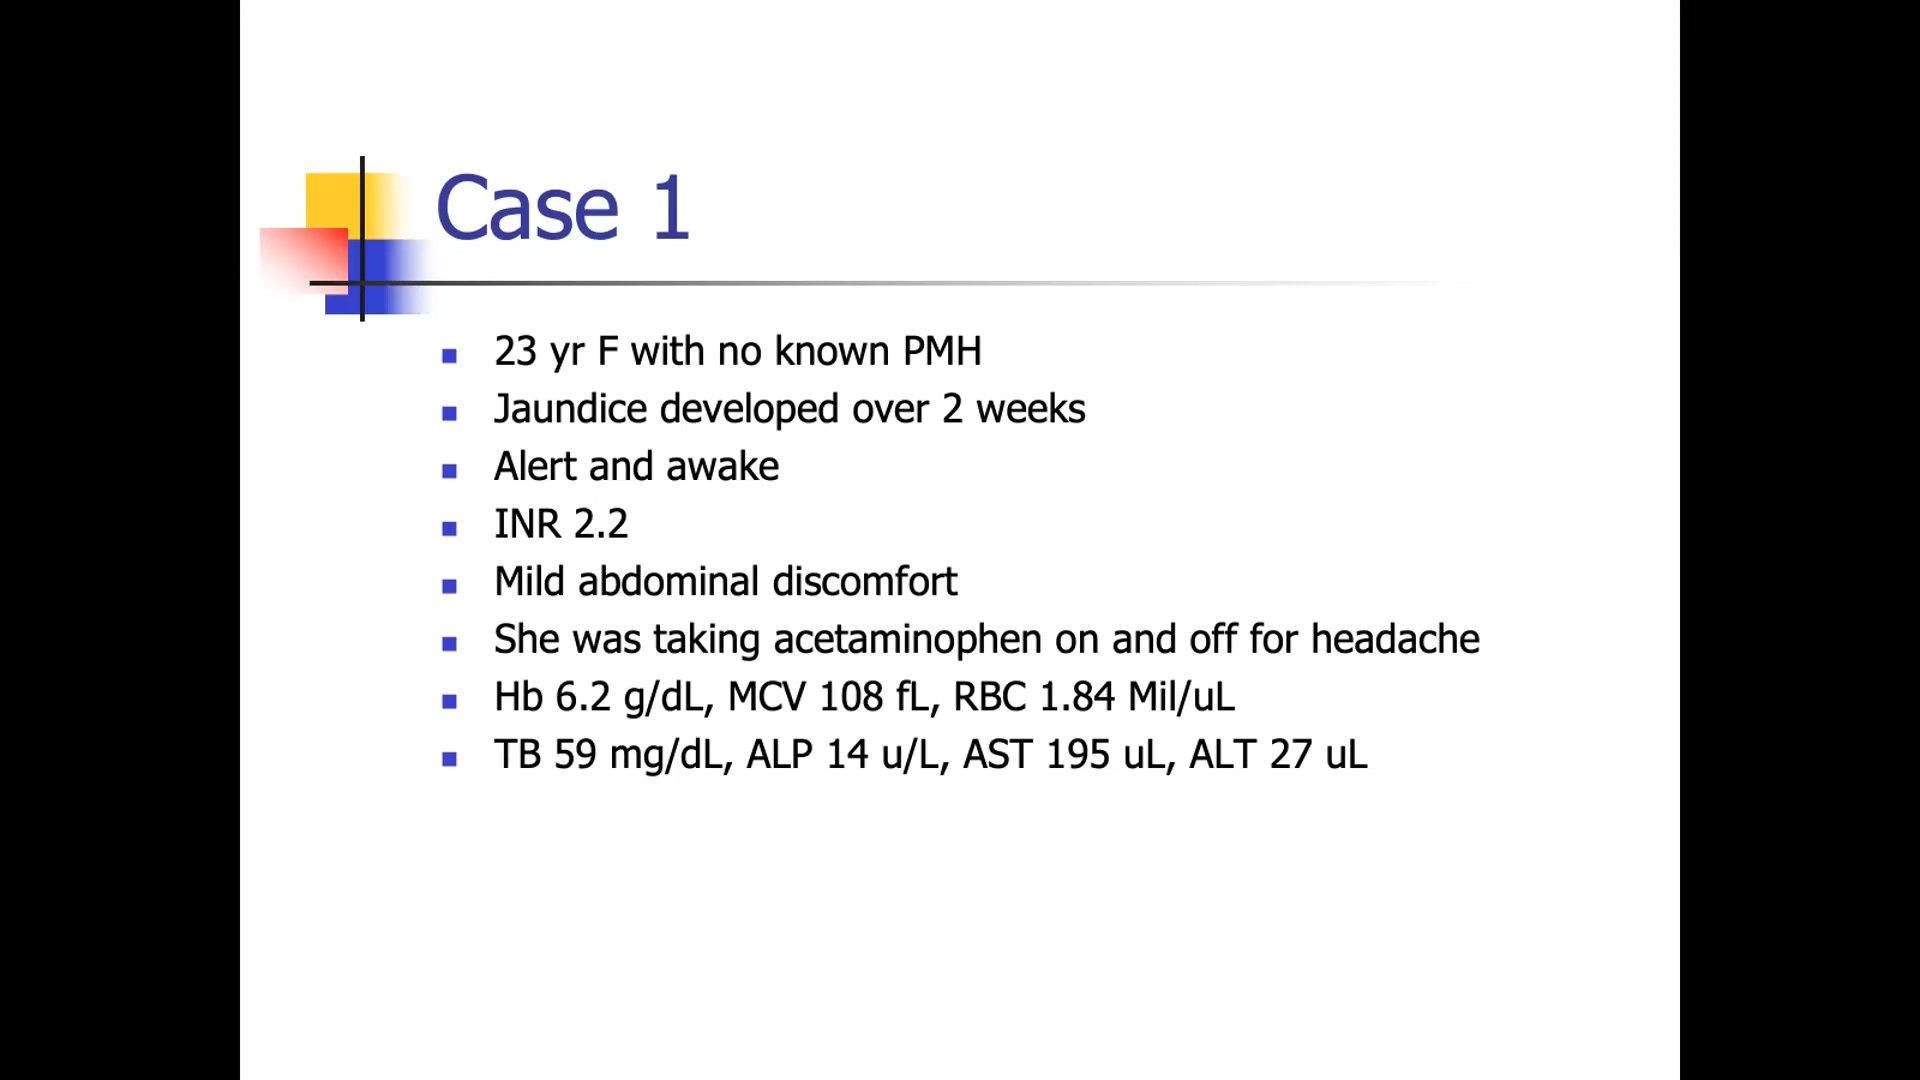 Case 1
23 yr F with no known PMH
Jaundice developed over 2 weeks
Alert and awake
INR 2.2
Mild abdominal discomfort
She was taking acetaminophen on and off for headache
Hb 6.2 g/dL, MCV 108 fL, RBC 1.84 Mil/uL
TB 59 mg/dL, ALP 14 u/L, AST 195 uL, ALT 27 uL